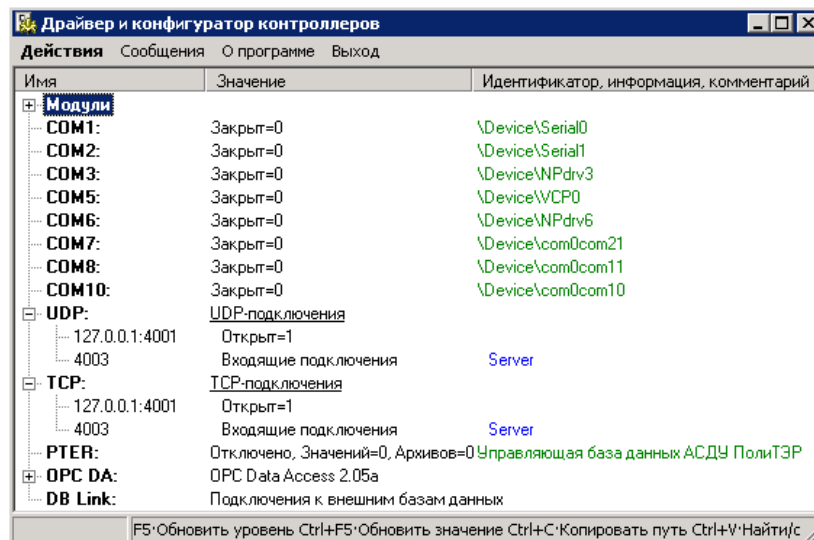 Драйвер и конфигуратор контроллеров
Действия Сообщения О программе Выход
Имя Значение Идентификатор, информация, комментарий
Модули
COM1: Закрыт=0 \Device\Serial0
COM2: Закрыт=0 \Device\Serial1
COM3: Закрыт=0 \Device\NPdrv3
COM5: Закрыт=0 \Device\VCP0
COM6: Закрыт=0 \Device\NPdrv6
COM7: Закрыт=0 \Device\com0com21
COM8: Закрыт=0 \Device\com0com11
COM10: Закрыт=0 \Device\com0com10
UDP: UDP-подключения
127.0.0.1:4001 Открыт=1
4003 Входящие подключения Server
TCP: TCP-подключения
127.0.0.1:4001 Открыт=1
4003 Входящие подключения Server
PTER: Отключено, Значений=0, Архивов=0 Управляющая база данных АСДУ ПолиТЭР
OPC DA: OPC Data Access 2.05a
DB Link: Подключения к внешним базам данных
F5·Обновить уровень Ctrl+F5·Обновить значение Ctrl+C·Копировать путь Ctrl+V·Найти/с